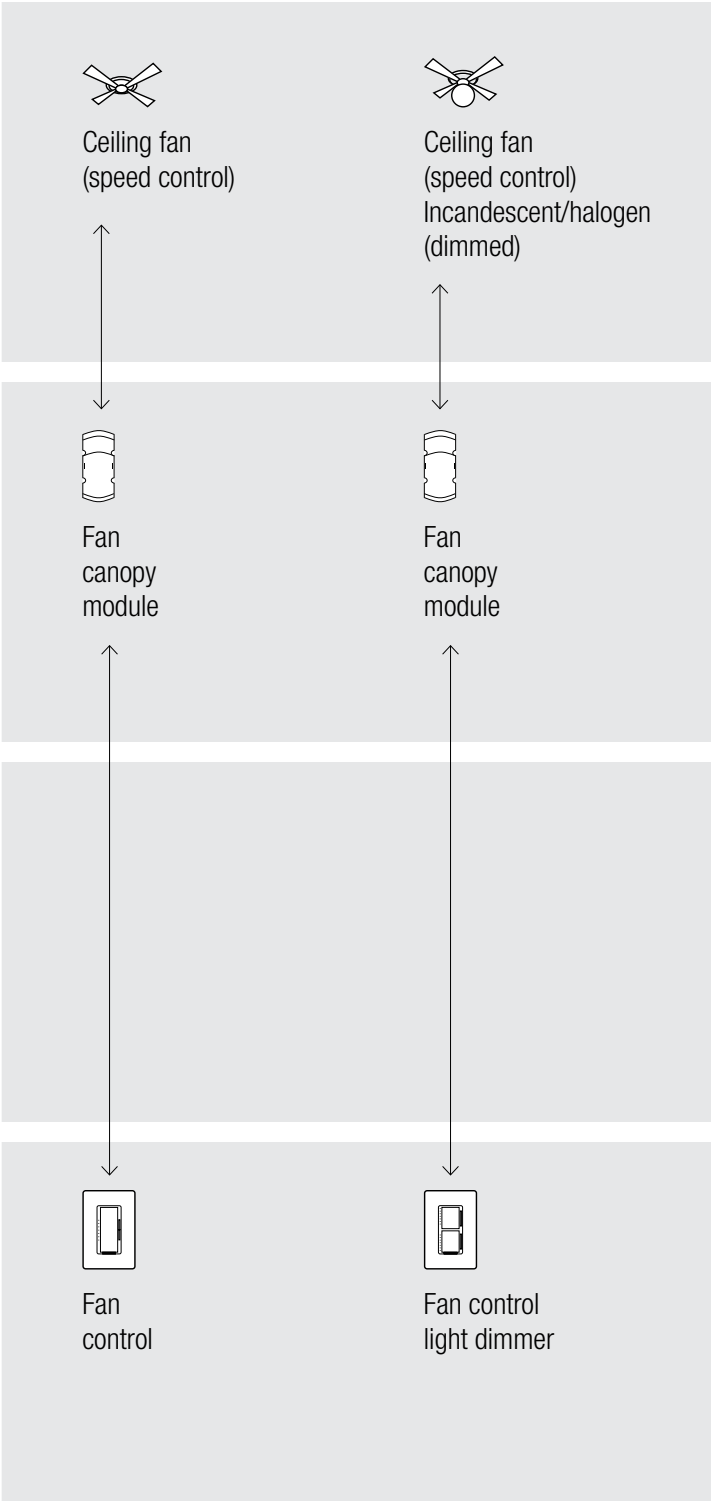 Ceiling fan
(speed control)
Ceiling fan
(speed control)
Incandescent/halogen
(dimmed)
Fan
canopy
module
Fan
canopy
module
Fan
control
Fan control
light dimmer